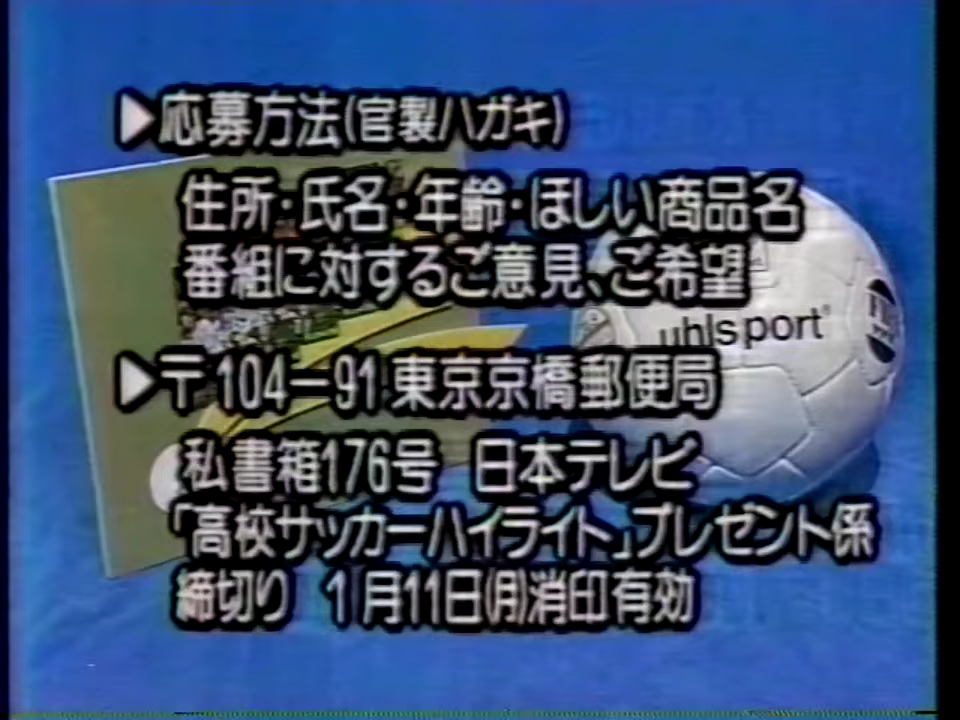 ▶応募方法(官製ハガキ)
住所・氏名・年齢・ほしい商品名
番組に対するご意見、ご希望
uhlsport
▶〒104-91 東京京橋郵便局
私書箱176号 日本テレビ
「高校サッカーハイライト」プレゼント係
締切り 1月11日(月)消印有効